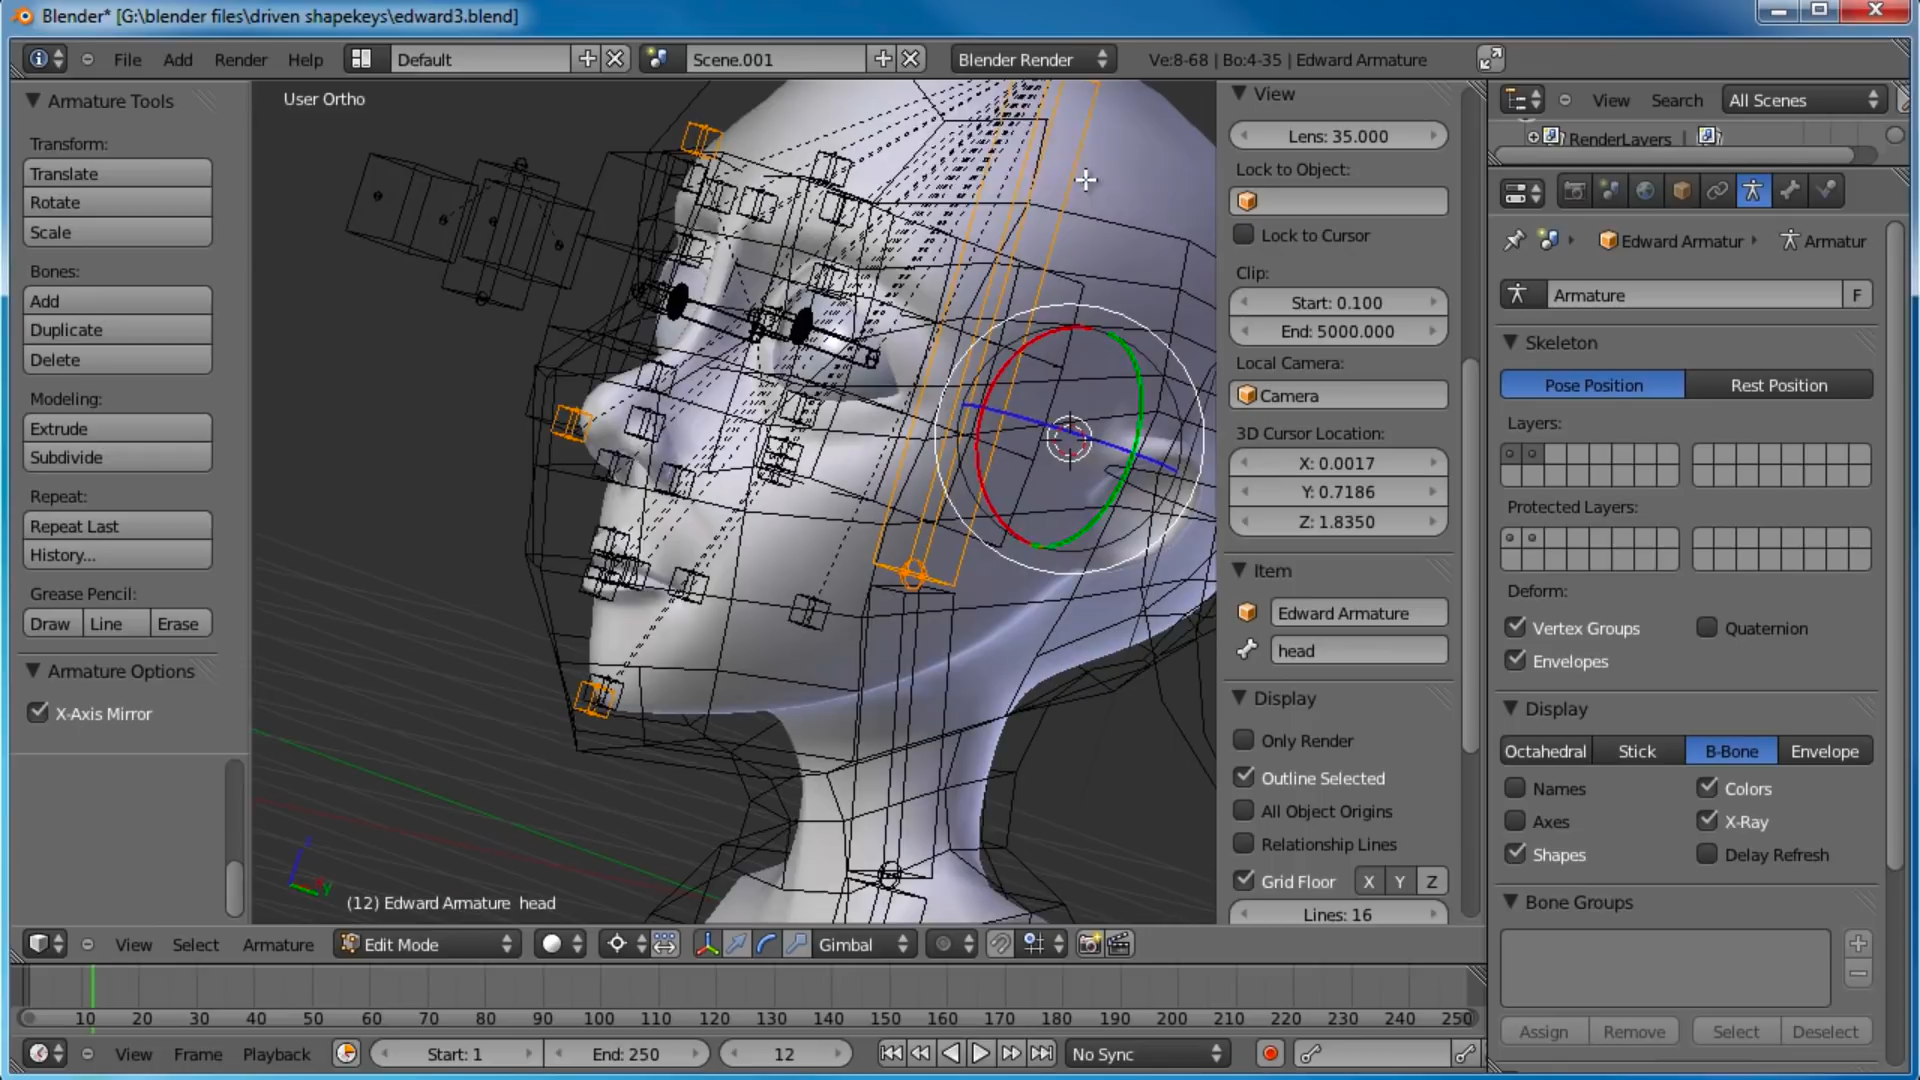 Blender* [G:\blender files\driven shapekeys\edward3.blend]
File Add Render Help Default Scene.001 Blender Render Ve:8-68 | Bo:4-35 | Edward Armature
Armature Tools
Transform:
Translate
Rotate
Scale
Bones:
Add
Duplicate
Delete
Modeling:
Extrude
Subdivide
Repeat:
Repeat Last
History...
Grease Pencil:
Draw Line Erase
Armature Options
X-Axis Mirror
User Ortho
(12) Edward Armature head
View
Lens: 35.000
Lock to Object:
Lock to Cursor
Clip:
Start: 0.100
End: 5000.000
Local Camera:
Camera
3D Cursor Location:
X: 0.0017
Y: 0.7186
Z: 1.8350
Item
Edward Armature
head
Display
Only Render
Outline Selected
All Object Origins
Relationship Lines
Grid Floor X Y Z
Lines: 16
View Search All Scenes
RenderLayers |
Edward Armatur Armatur
Armature F
Skeleton
Pose Position Rest Position
Layers:
Protected Layers:
Deform:
Vertex Groups Quaternion
Envelopes
Display
Octahedral Stick B-Bone Envelope
Names Colors
Axes X-Ray
Shapes Delay Refresh
Bone Groups
Assign Remove Select Deselect
View Select Armature Edit Mode Gimbal
10 20 30 40 50 60 70 80 90 100 110 120 130 140 150 160 170 180 190 200 210 220 230 240 250
View Frame Playback Start: 1 End: 250 12 No Sync